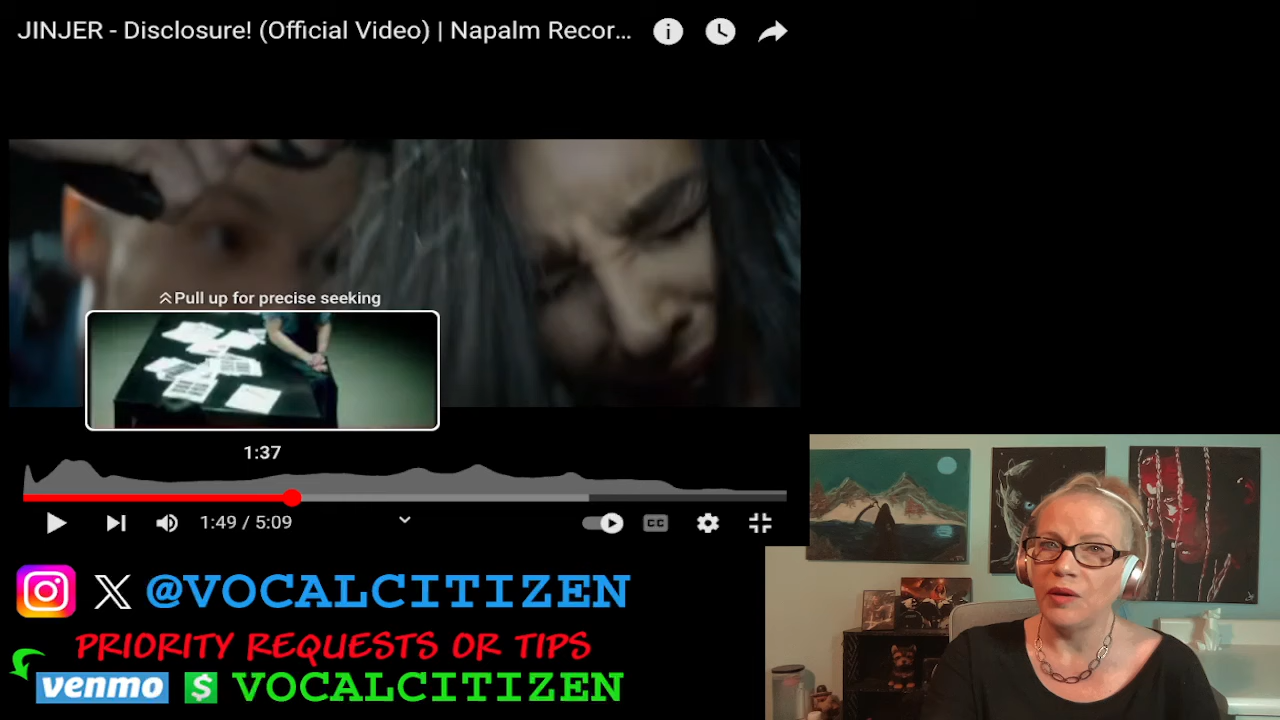 JINJER - Disclosure! (Official Video) | Napalm Recor...
Pull up for precise seeking
1:37
1:49 / 5:09
CC
@VOCALCITIZEN
PRIORITY REQUESTS OR TIPS
venmo $ VOCALCITIZEN